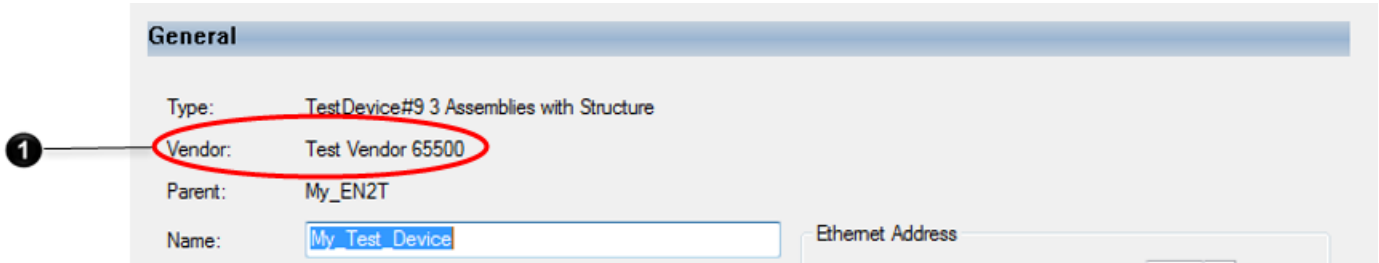 General
Type: TestDevice#9 3 Assemblies with Structure
1 Vendor: Test Vendor 65500
Parent: My_EN2T
Name: My_Test_Device Ethernet Address